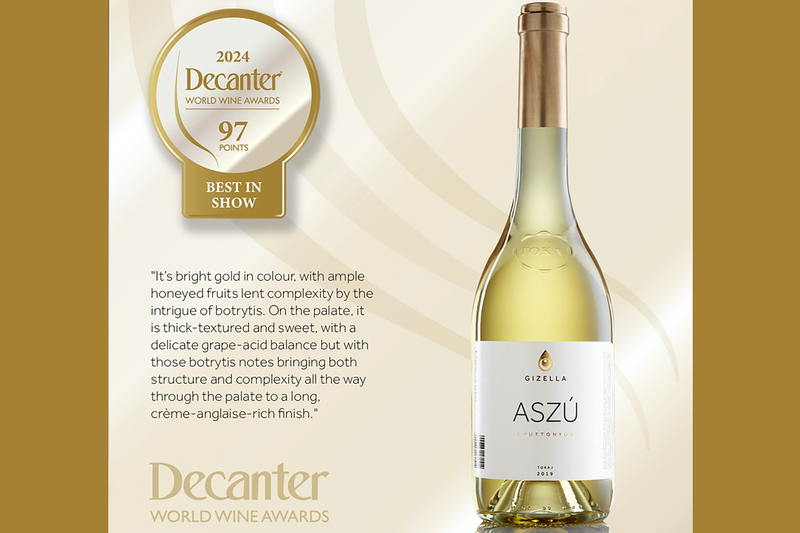 2024
Decanter
WORLD WINE AWARDS
97
POINTS
BEST IN
SHOW
"It's bright gold in colour, with ample
honeyed fruits lent complexity by the
intrigue of botrytis. On the palate, it
is thick-textured and sweet, with a
delicate grape-acid balance but with
those botrytis notes bringing both
structure and complexity all the way
through the palate to a long,
crème-anglaise-rich finish."
Decanter
WORLD WINE AWARDS
TOKAJ
GIZELLA
ASZÚ
PUTTONYOS
TOKAJ
2019